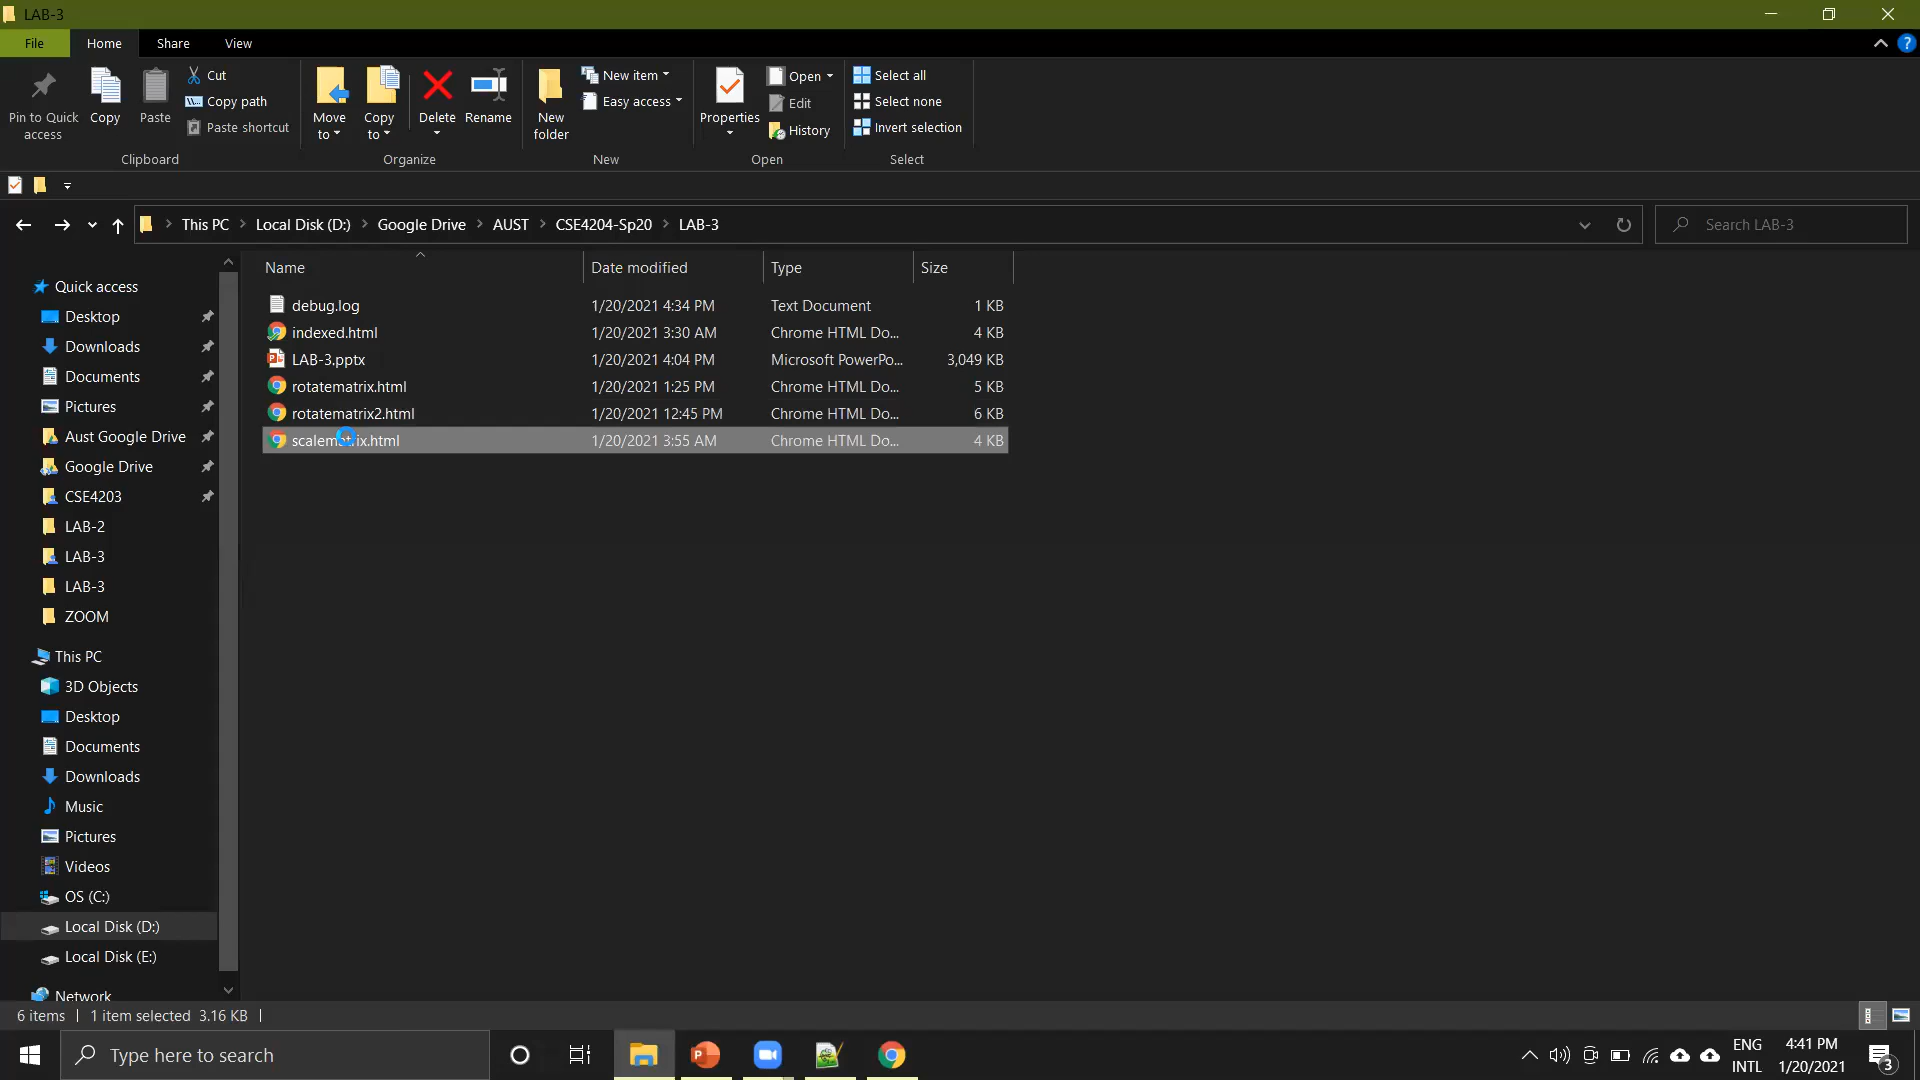 LAB-3
File Home Share View
Pin to Quick access
Copy
Paste
Cut
Copy path
Paste shortcut
Clipboard
Move to
Copy to
Delete
Rename
Organize
New folder
New item
Easy access
New
Properties
Open
Edit
History
Open
Select all
Select none
Invert selection
Select
This PC Local Disk (D:) Google Drive AUST CSE4204-Sp20 LAB-3
Search LAB-3
Name Date modified Type Size
debug.log 1/20/2021 4:34 PM Text Document 1 KB
indexed.html 1/20/2021 3:30 AM Chrome HTML Do... 4 KB
LAB-3.pptx 1/20/2021 4:04 PM Microsoft PowerPo... 3,049 KB
rotatematrix.html 1/20/2021 1:25 PM Chrome HTML Do... 5 KB
rotatematrix2.html 1/20/2021 12:45 PM Chrome HTML Do... 6 KB
scalematrix.html 1/20/2021 3:55 AM Chrome HTML Do... 4 KB
Quick access
Desktop
Downloads
Documents
Pictures
Aust Google Drive
Google Drive
CSE4203
LAB-2
LAB-3
LAB-3
ZOOM
This PC
3D Objects
Desktop
Documents
Downloads
Music
Pictures
Videos
OS (C:)
Local Disk (D:)
Local Disk (E:)
Network
6 items 1 item selected 3.16 KB
Type here to search
ENG
INTL
4:41 PM
1/20/2021
3